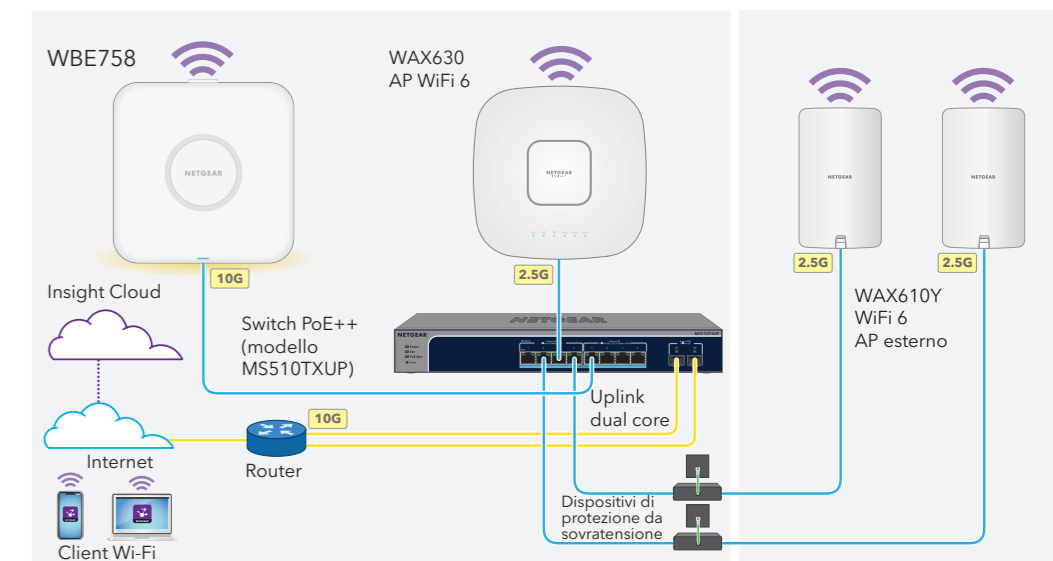 WBE758
NETGEAR
10G
WAX630
AP WiFi 6
NETGEAR
2.5G
NETGEAR
NETGEAR
2.5G
2.5G
WAX610Y
WiFi 6
AP esterno
Insight Cloud
Switch PoE++
(modello
MS510TXUP)
NETGEAR
NETGEAR
MS510TXUP
Uplink
dual core
10G
Internet
Router
Dispositivi di
protezione da
sovratensione
Client Wi-Fi